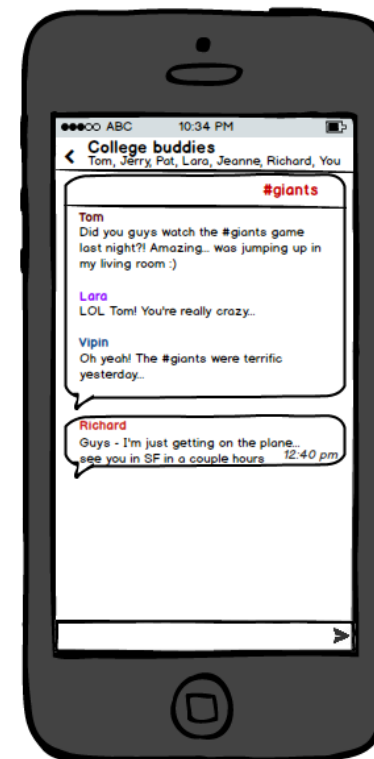 ABC 10:34 PM
College buddies
Tom, Jerry, Pat, Lara, Jeanne, Richard, You
#giants
Tom
Did you guys watch the #giants game
last night?! Amazing... was jumping up in
my living room :)
Lara
LOL Tom! You're really crazy...
Vipin
Oh yeah! The #giants were terrific
yesterday...
Richard
Guys - I'm just getting on the plane...
see you in SF in a couple hours 12:40 pm